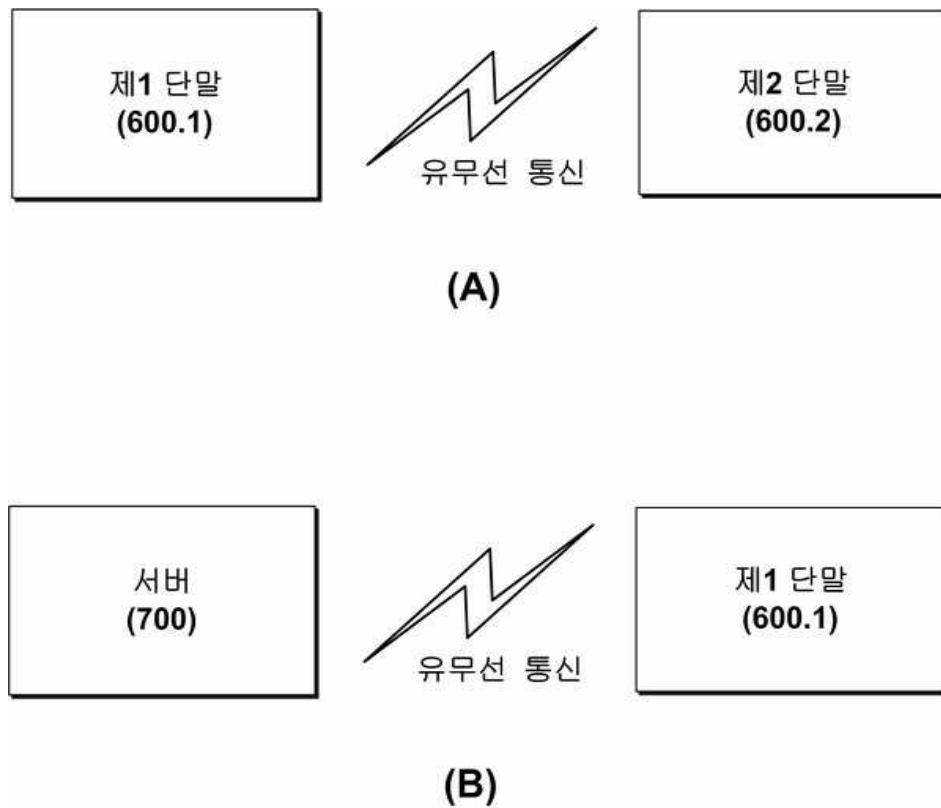 제1 단말
(600.1)
유무선 통신
제2 단말
(600.2)
(A)
서버
(700)
유무선 통신
제1 단말
(600.1)
(B)